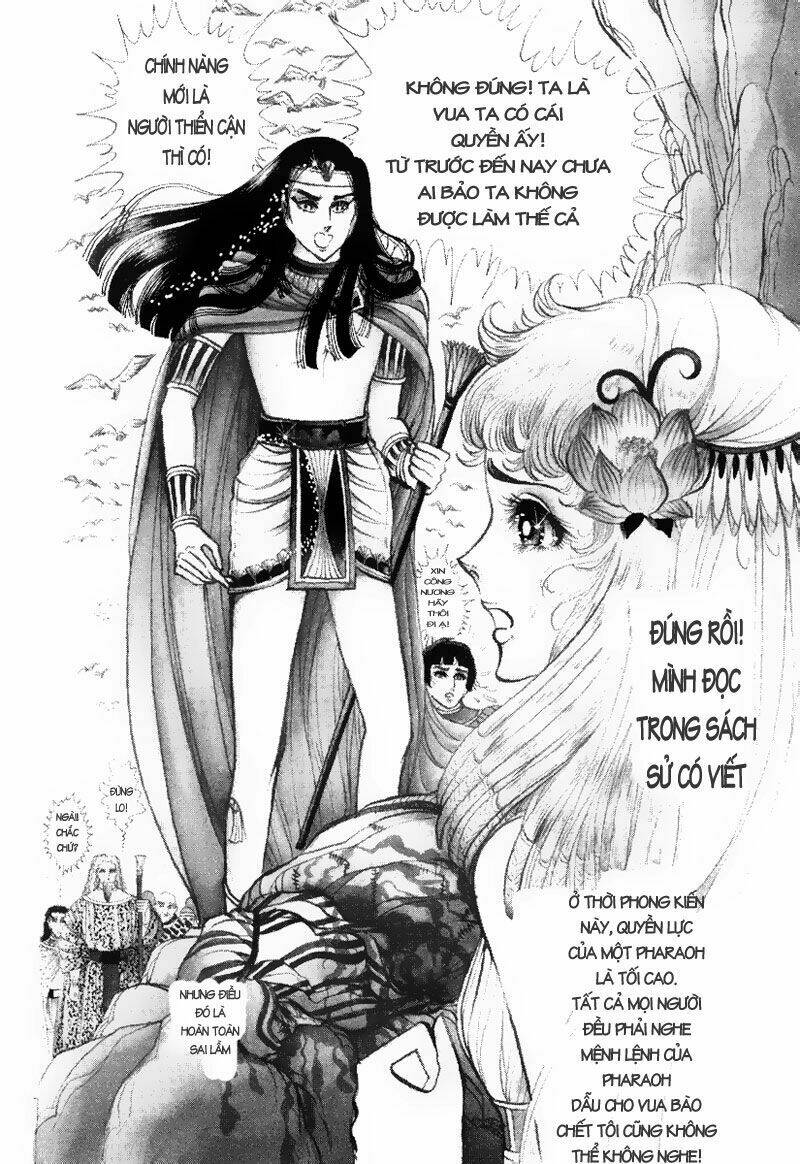 CHÍNH NÀNG
MỚI LÀ
NGƯỜI THIỂN CẬN
THÌ CÓ!
KHÔNG ĐÚNG! TA LÀ
VUA TA CÓ CÁI
QUYỀN ẤY!
TỪ TRƯỚC ĐẾN NAY CHƯA
AI BẢO TA KHÔNG
ĐƯỢC LÀM THẾ CẢ
XIN
CÔNG
NƯƠNG
HÃY
THÔI
ĐI Ạ!
ĐÚNG RỒI!
MÌNH ĐỌC
TRONG SÁCH
SỬ CÓ VIẾT
ĐỪNG
LO!
NGÀI
CHẮC
CHỨ?
Ở THỜI PHONG KIẾN
NÀY, QUYỀN LỰC
CỦA MỘT PHARAOH
LÀ TỐI CAO.
TẤT CẢ MỌI NGƯỜI
ĐỀU PHẢI NGHE
MỆNH LỆNH CỦA
PHARAOH
DẪU CHO VUA BÀO
CHẾT TÔI CŨNG KHÔNG
THỂ KHÔNG NGHE!
NHƯNG ĐIỀU
ĐÓ LÀ
HOÀN TOÀN
SAI LẦM